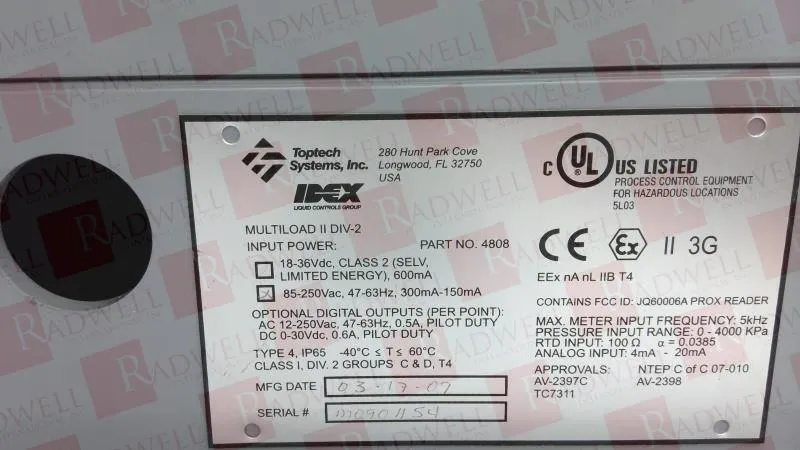 Toptech
Systems, Inc.
280 Hunt Park Cove
Longwood, FL 32750
USA
IDEX
LIQUID CONTROLS GROUP
C UL ® US LISTED
PROCESS CONTROL EQUIPMENT
FOR HAZARDOUS LOCATIONS
5L03
MULTILOAD II DIV-2
INPUT POWER: PART NO. 4808
18-36Vdc, CLASS 2 (SELV,
LIMITED ENERGY), 600mA
85-250Vac, 47-63Hz, 300mA-150mA
OPTIONAL DIGITAL OUTPUTS (PER POINT):
AC 12-250Vac, 47-63Hz, 0.5A, PILOT DUTY
DC 0-30Vdc, 0.6A, PILOT DUTY
TYPE 4, IP65 -40°C ≤ T ≤ 60°C
CLASS I, DIV. 2 GROUPS C & D, T4
MFG DATE 03-17-07
SERIAL #
CE Ex II 3G
EEx nA nL IIB T4
CONTAINS FCC ID: JQ60006A PROX READER
MAX. METER INPUT FREQUENCY: 5kHz
PRESSURE INPUT RANGE: 0 - 4000 KPa
RTD INPUT: 100 Ω α = 0.0385
ANALOG INPUT: 4mA - 20mA
APPROVALS: NTEP C of C 07-010
AV-2397C AV-2398
TC7311
RADWELL